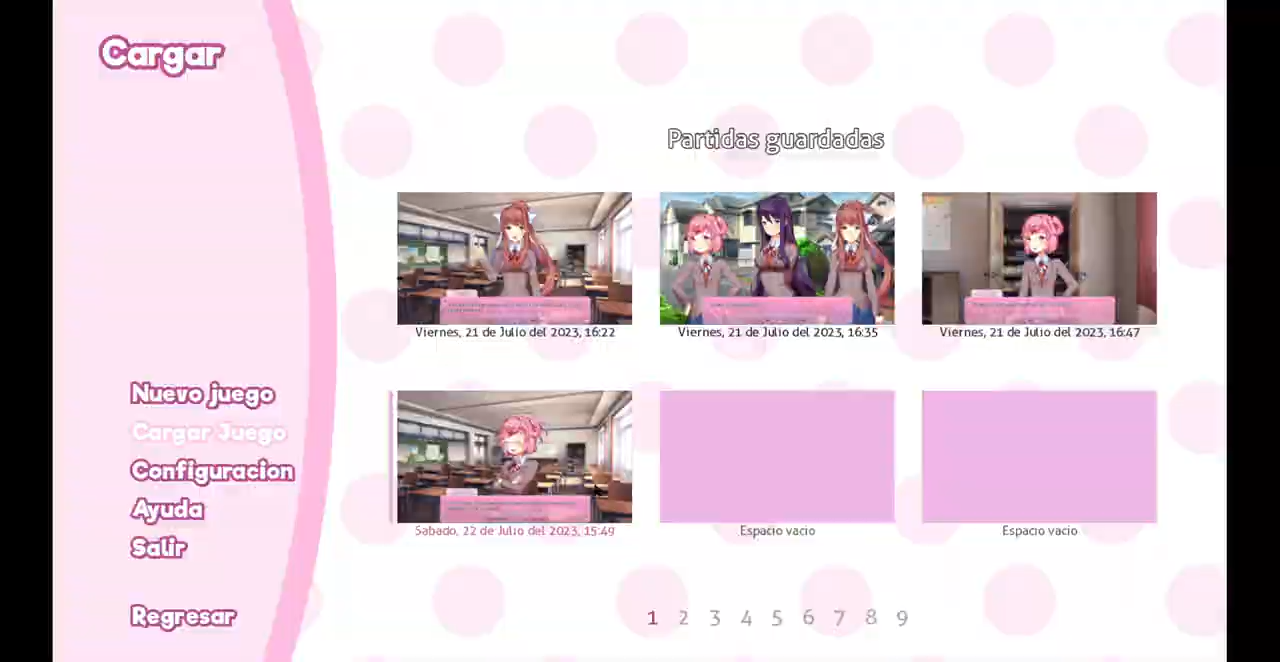 Cargar
Partidas guardadas
Viernes, 21 de Julio del 2023, 16:22
Viernes, 21 de Julio del 2023, 16:35
Viernes, 21 de Julio del 2023, 16:47
Nuevo juego
Cargar Juego
Configuracion
Ayuda
Salir
Sabado, 22 de Julio del 2023, 15:49
Espacio vacio
Espacio vacio
Regresar
1 2 3 4 5 6 7 8 9